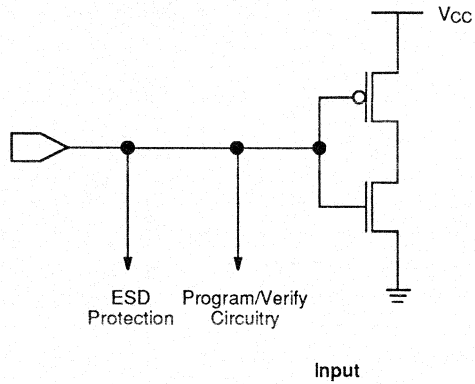 VCC
ESD
Protection
Program/Verify
Circuitry
Input